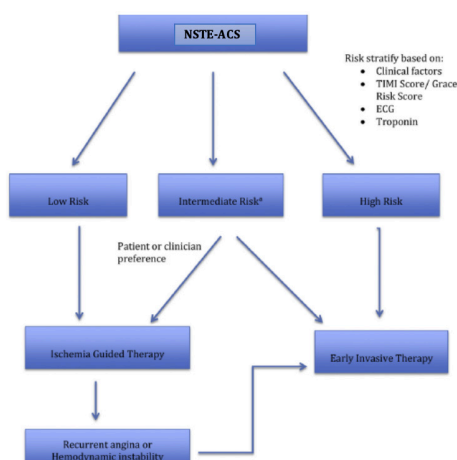 NSTE-ACS
Risk stratify based on:
• Clinical factors
• TIMI Score/ Grace
Risk Score
• ECG
• Troponin
Low Risk
Intermediate Risk*
High Risk
Patient or clinician
preference
Ischemia Guided Therapy
Early Invasive Therapy
Recurrent angina or
Hemodynamic instability